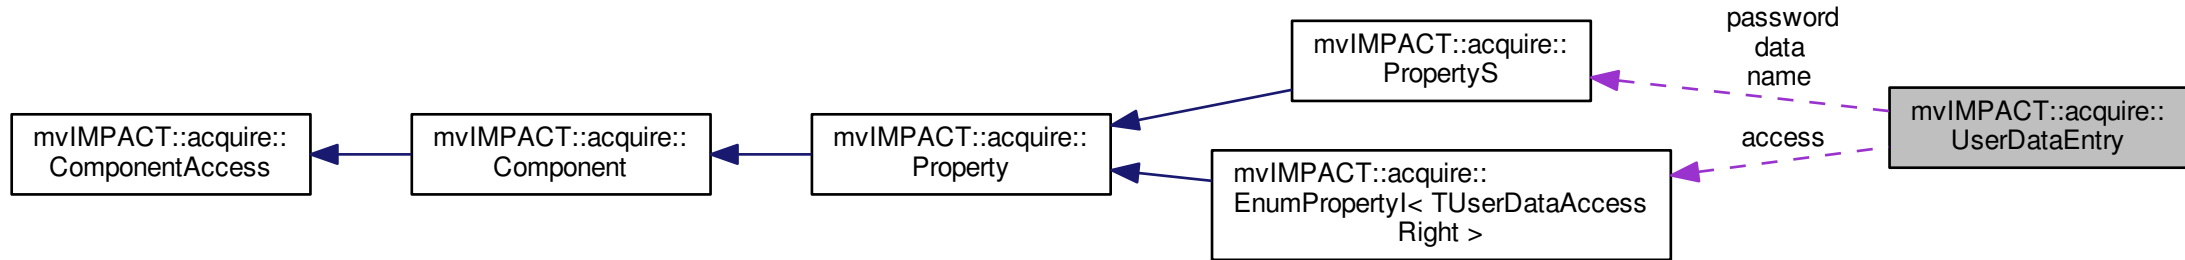 mvIMPACT::acquire::
ComponentAccess
mvIMPACT::acquire::
Component
mvIMPACT::acquire::
Property
mvIMPACT::acquire::
PropertyS
mvIMPACT::acquire::
EnumPropertyI< TUserDataAccess
Right >
password
data
name
access
mvIMPACT::acquire::
UserDataEntry